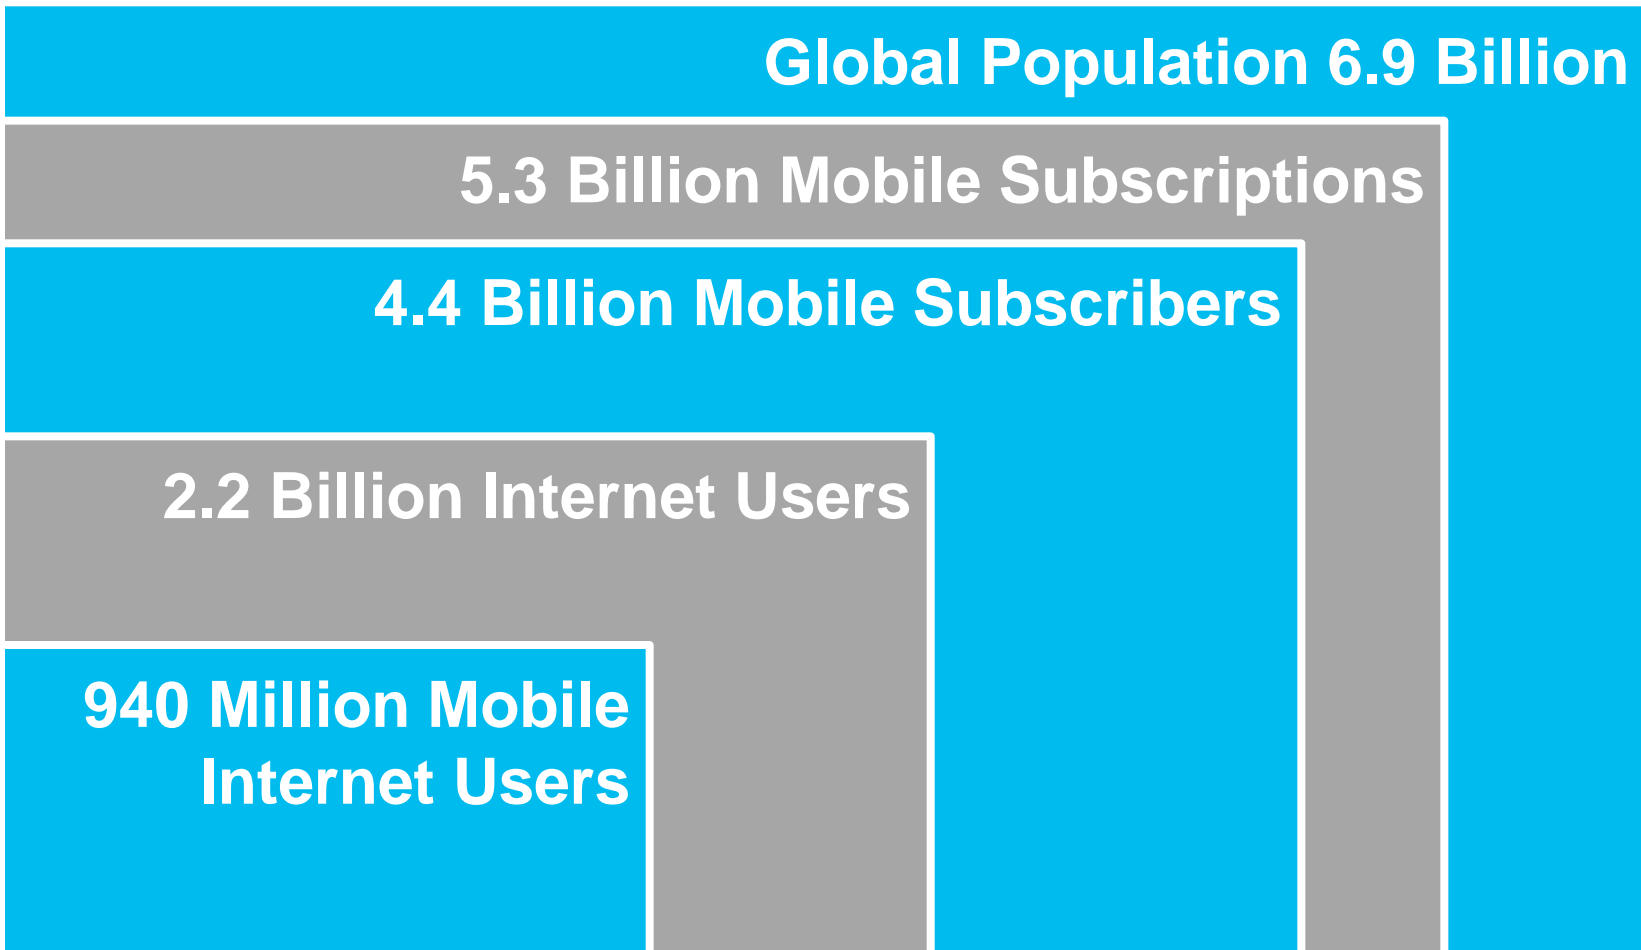 Global Population 6.9 Billion
5.3 Billion Mobile Subscriptions
4.4 Billion Mobile Subscribers
2.2 Billion Internet Users
940 Million Mobile
Internet Users